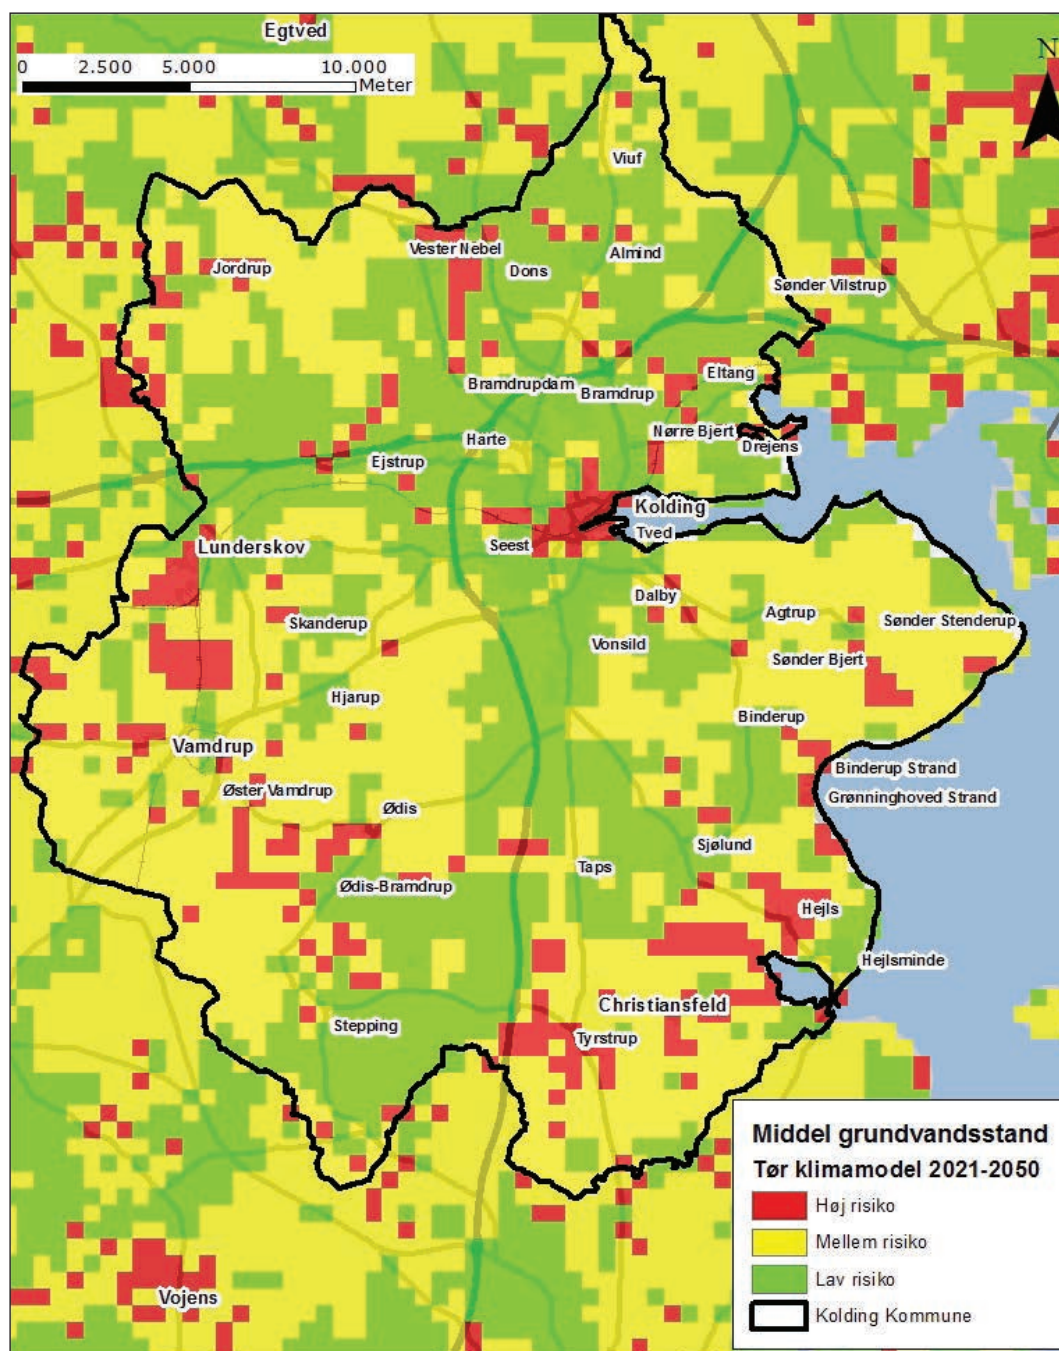 Egtved
0 2.500 5.000 10.000
Meter
N
Viuf
Vester Nebel
Almind
Jordrup
Dons
Sønder Vilstrup
Eltang
Bramdrupdam
Bramdrup
Nørre Bjert
Harte
Drejens
Ejstrup
Kolding
Tved
Lunderskov
Seest
Dalby
Agtrup
Skanderup
Sønder Stenderup
Vonsild
Sønder Bjert
Hjarup
Binderup
Vamdrup
Binderup Strand
Øster Vamdrup
Grønninghoved Strand
Ødis
Sjølund
Taps
Ødis-Bramdrup
Hejls
Hejlsminde
Christiansfeld
Stepping
Tyrstrup
Vojens
Middel grundvandsstand
Tør klimamodel 2021-2050
Høj risiko
Mellem risiko
Lav risiko
Kolding Kommune